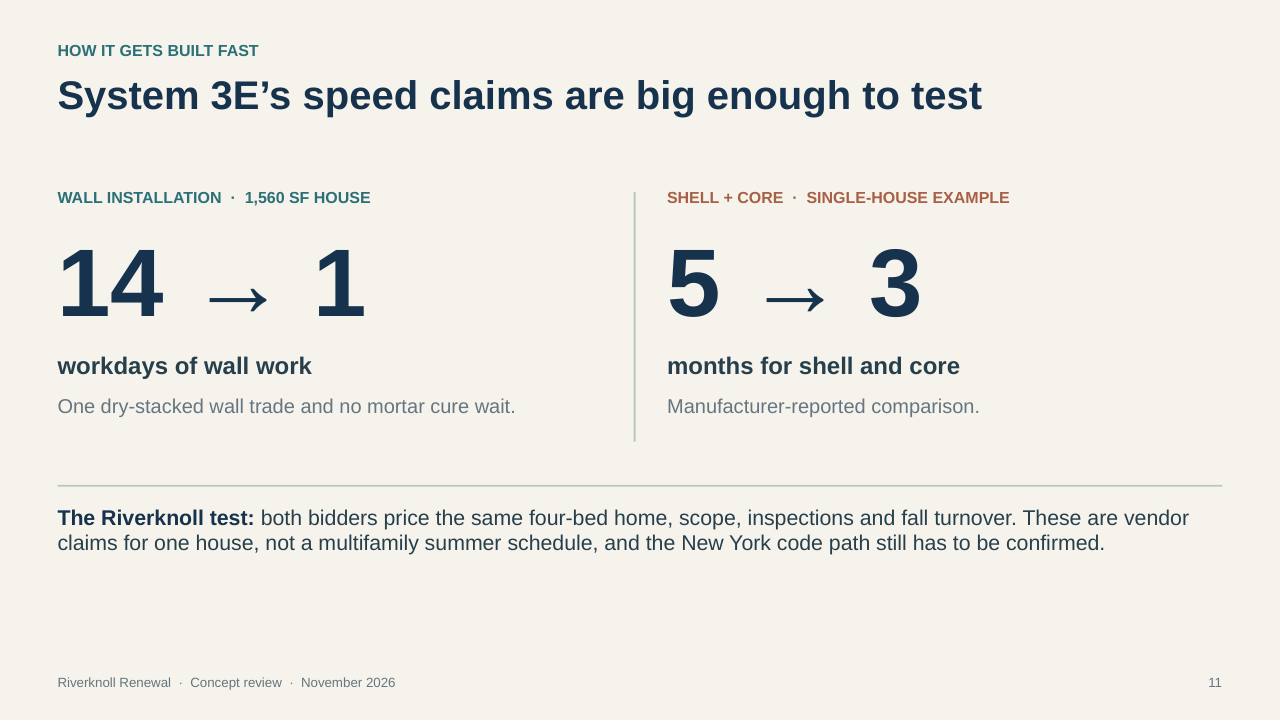 HOW IT GETS BUILT FAST
System 3E’s speed claims are big enough to test
WALL INSTALLATION · 1,560 SF HOUSE
14 → 1
workdays of wall work
One dry-stacked wall trade and no mortar cure wait.
SHELL + CORE · SINGLE-HOUSE EXAMPLE
5 → 3
months for shell and core
Manufacturer-reported comparison.
The Riverknoll test: both bidders price the same four-bed home, scope, inspections and fall turnover. These are vendor
claims for one house, not a multifamily summer schedule, and the New York code path still has to be confirmed.
Riverknoll Renewal · Concept review · November 2026
11